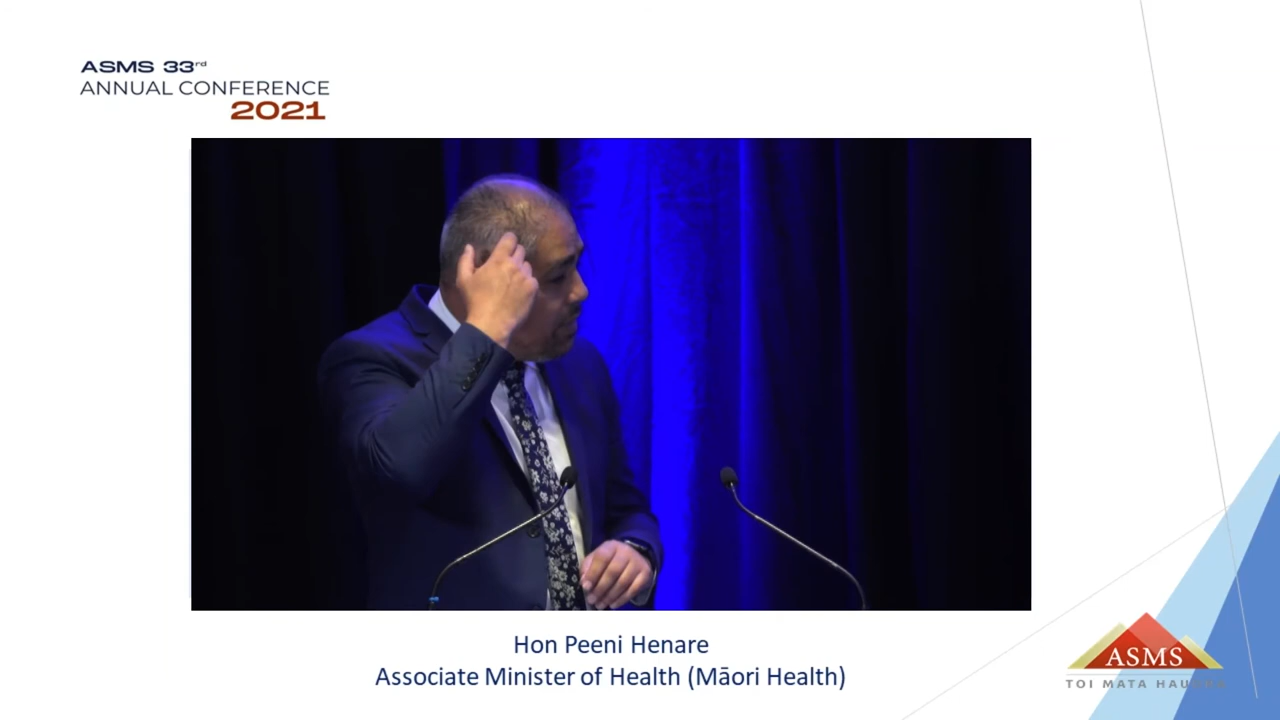 ASMS 33rd
ANNUAL CONFERENCE
2021
Hon Peeni Henare
Associate Minister of Health (Māori Health)
ASMS
TOI MATA HAUORA